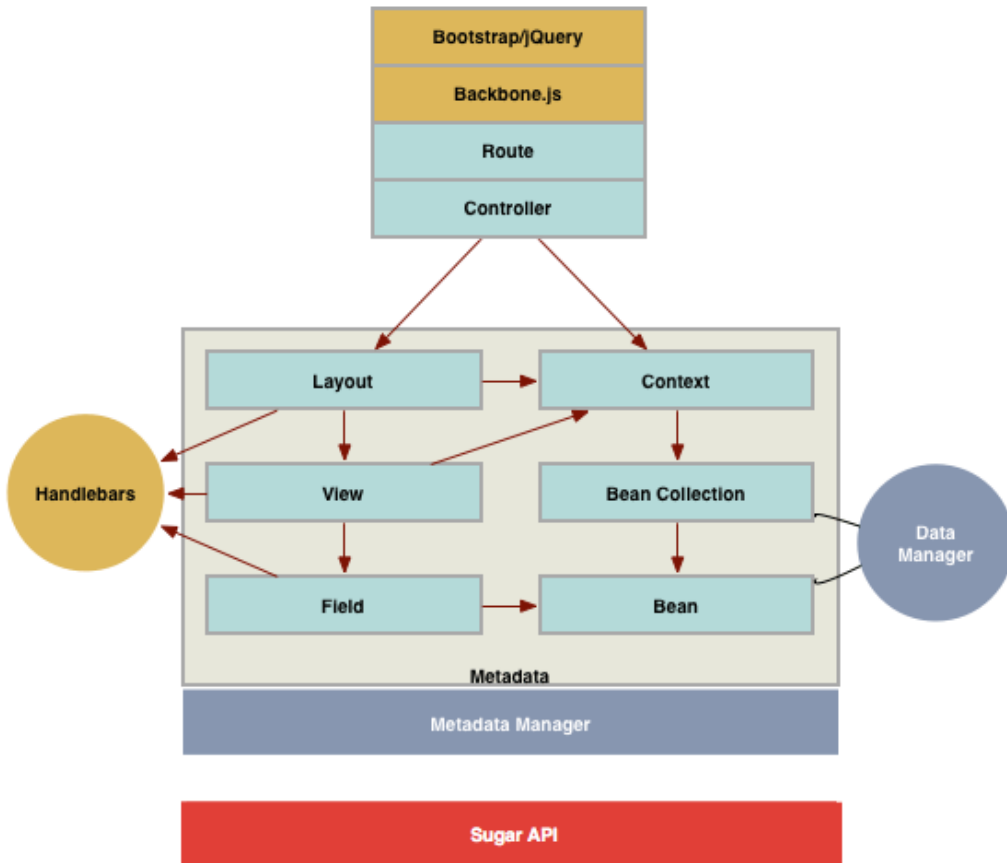 Bootstrap/jQuery
Backbone.js
Route
Controller
Layout
Context
Handlebars
View
Bean Collection
Data
Manager
Field
Bean
Metadata
Metadata Manager
Sugar API